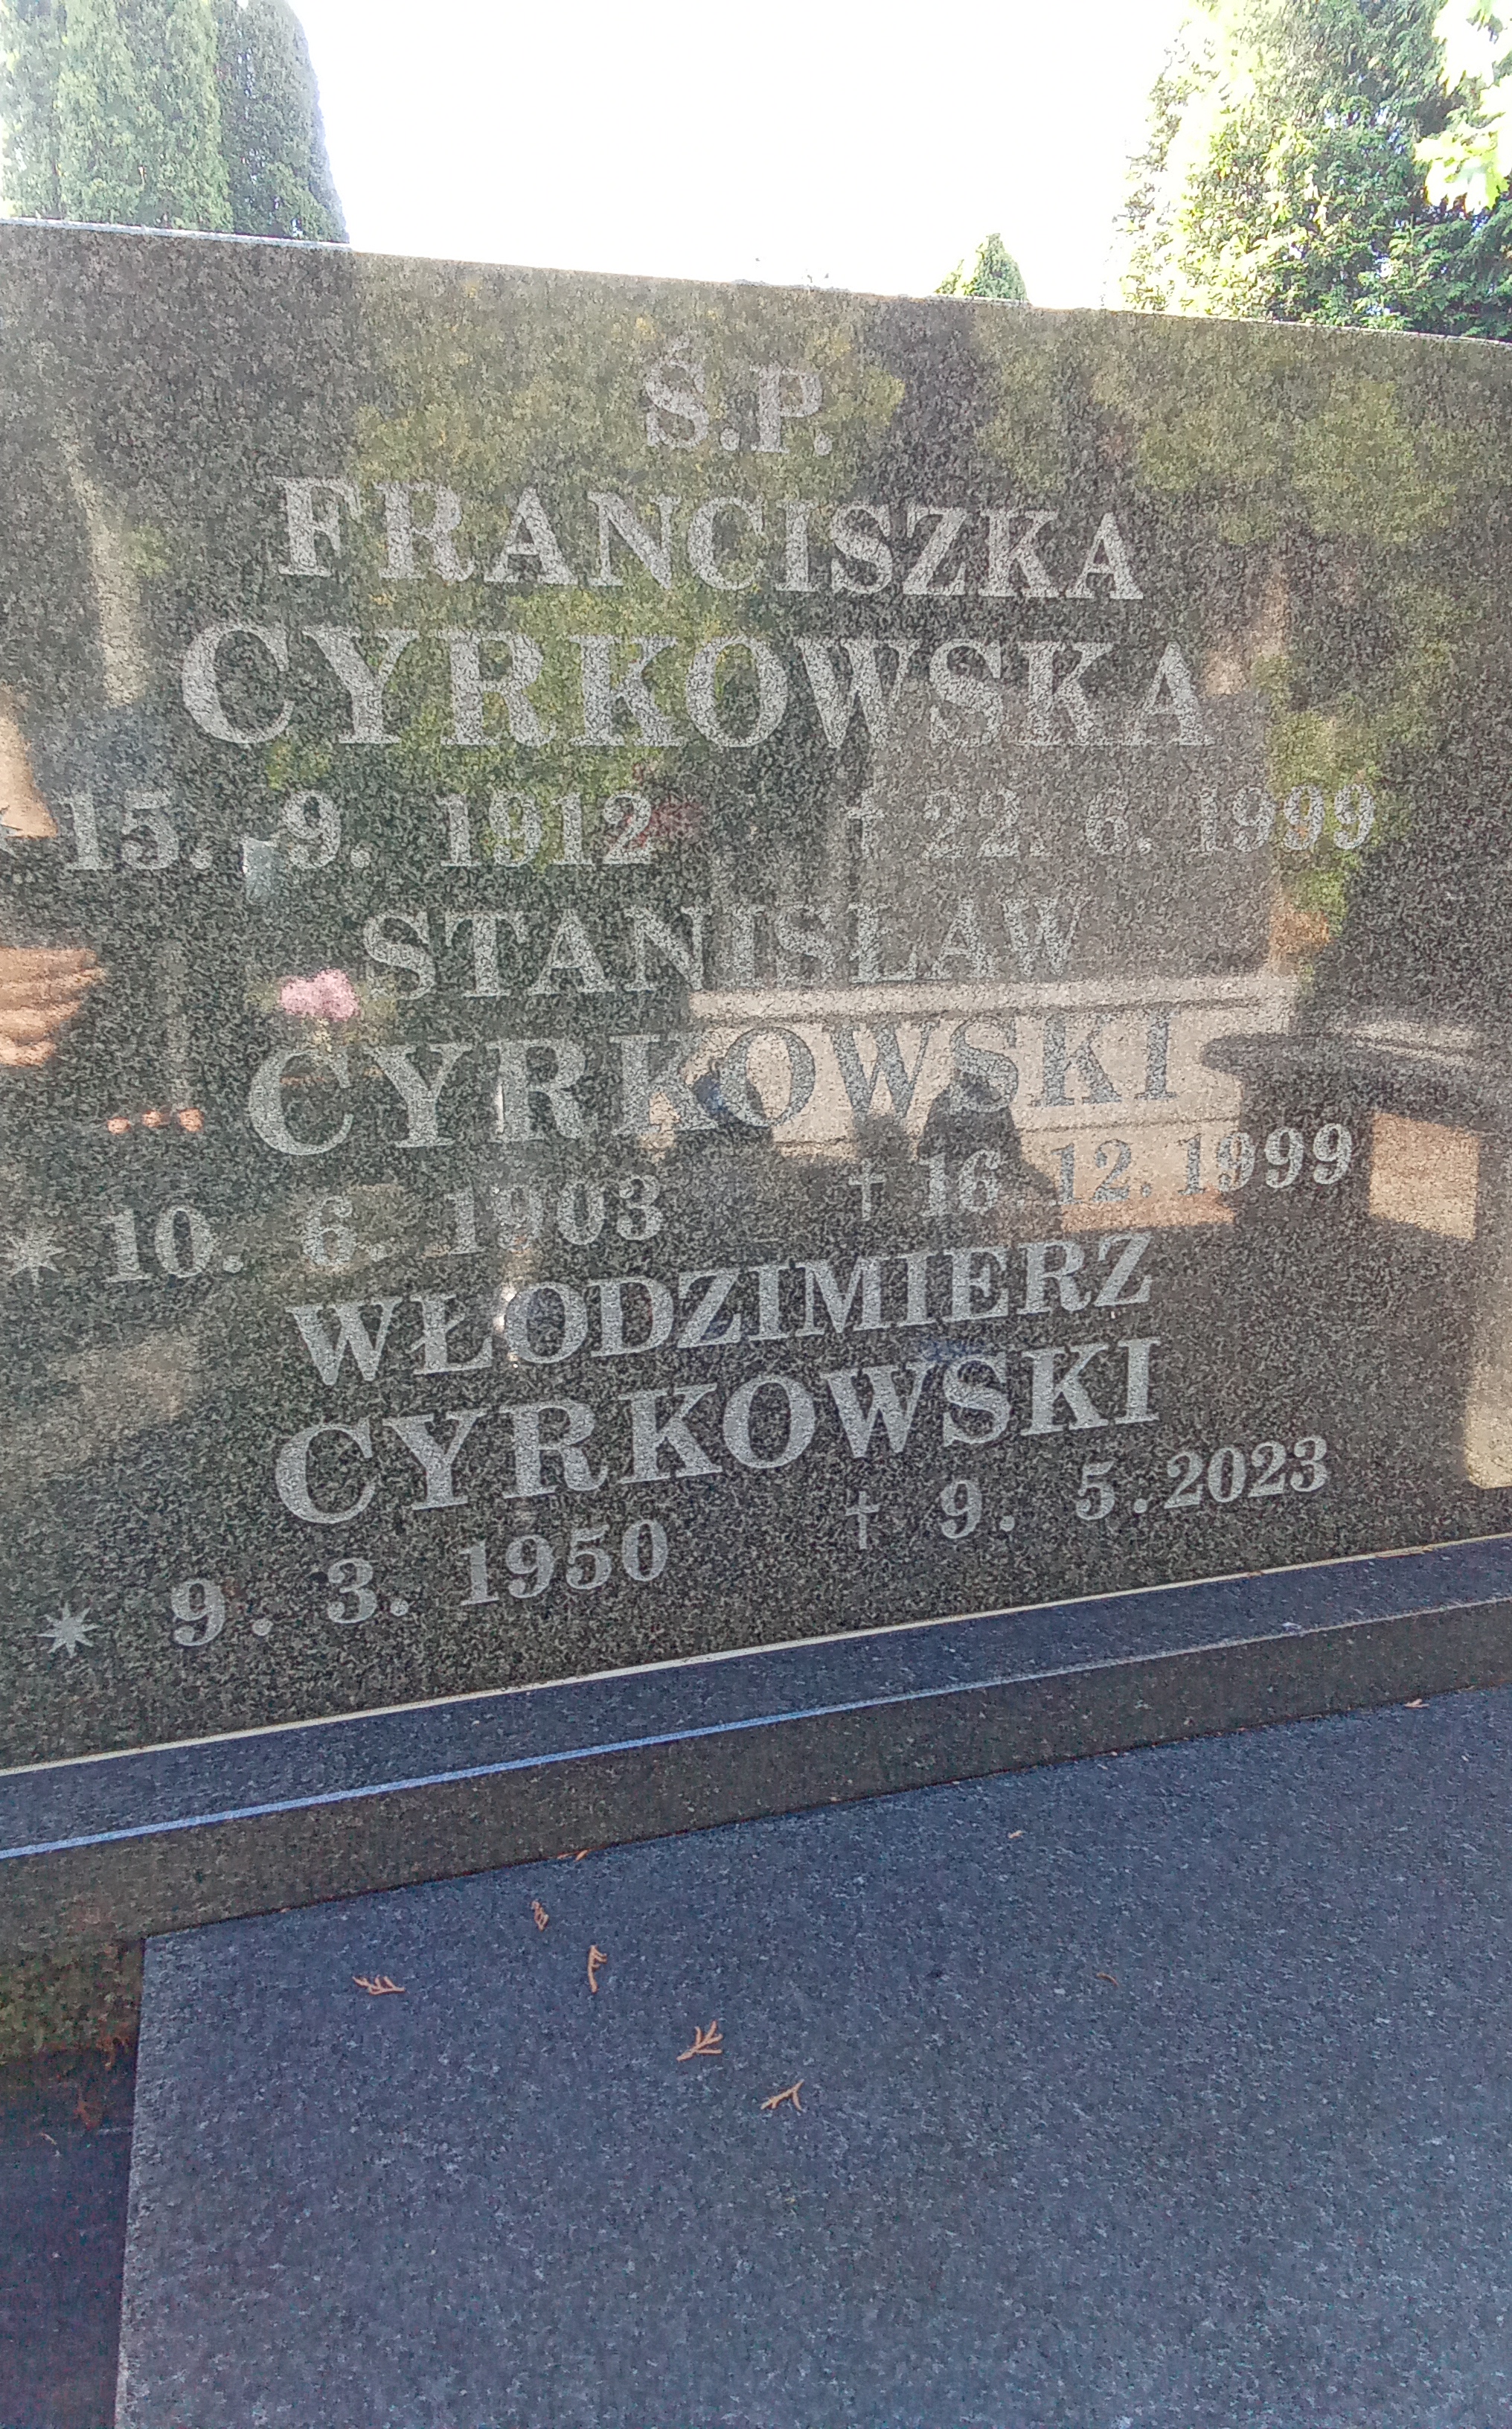 Ś.P.
FRANCISZKA
CYRKOWSKA
* 15. 9. 1912 † 22. 6. 1999
STANISŁAW
CYRKOWSKI
* 10. 6. 1903 † 16. 12. 1999
WŁODZIMIERZ
CYRKOWSKI
* 9. 3. 1950 † 9. 5. 2023